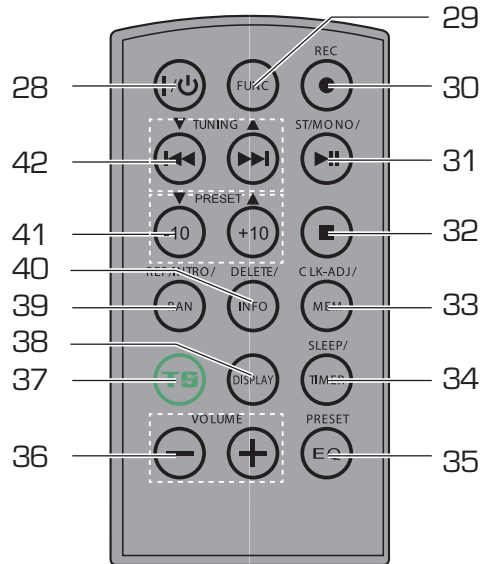 29
REC
28 I/ FUNC 30
▼ TUNING ▲ ST/MONO/
42 31
▼ PRESET ▲
41 -10 +10 32
40
REP/INTRO/ DELETE/ CLK-ADJ/
39 RAN INFO MEM 33
38
SLEEP/
37 TS DISPLAY TIMER 34
VOLUME PRESET
36 − + EQ 35